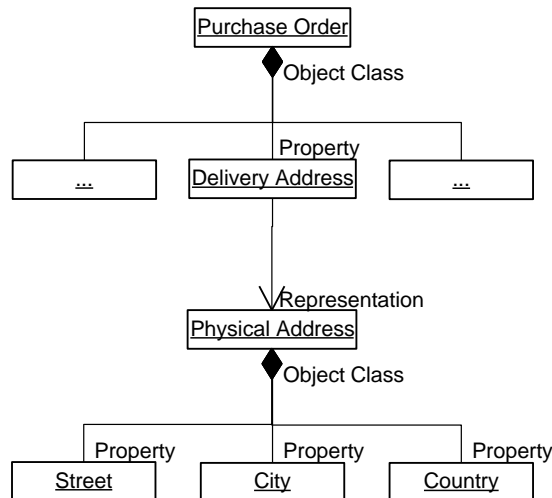 Purchase Order
Object Class
Property
... Delivery Address ...
Representation
Physical Address
Object Class
Property Property Property
Street City Country